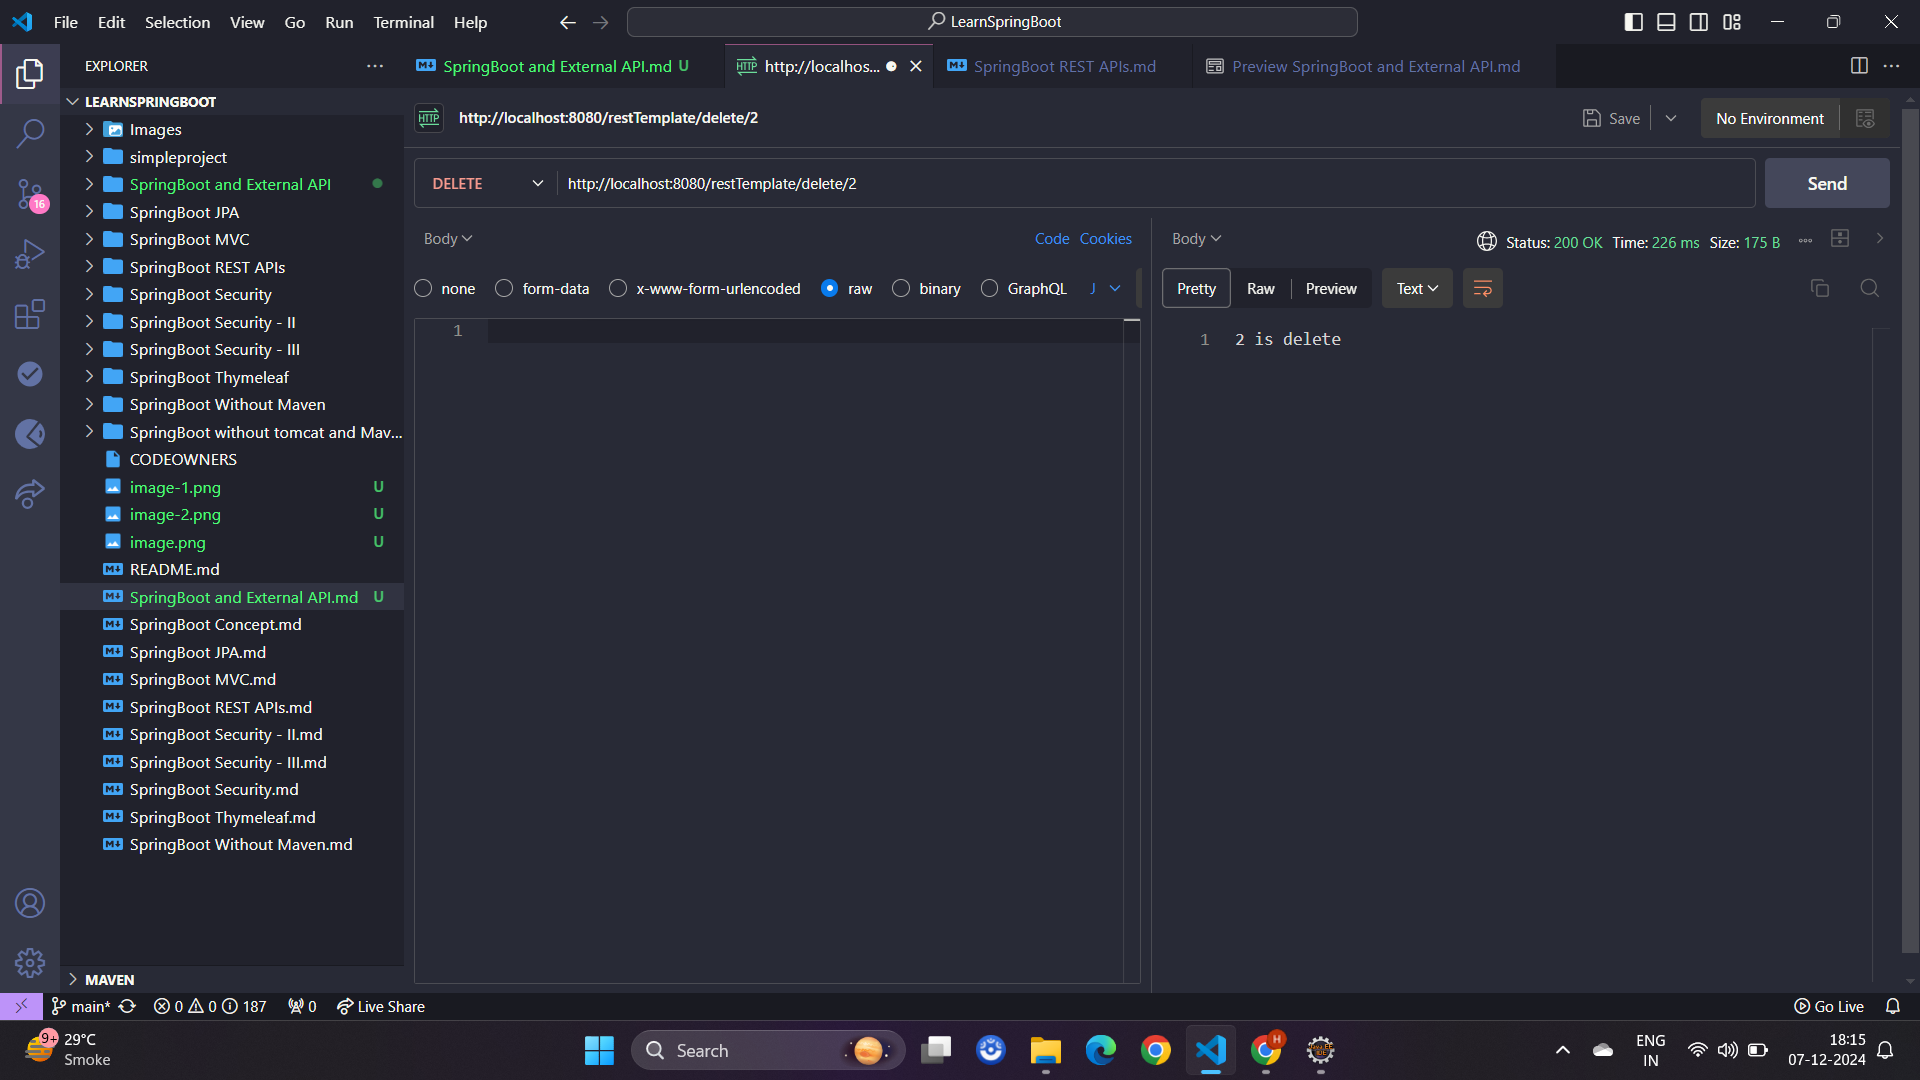 File Edit Selection View Go Run Terminal Help
LearnSpringBoot
EXPLORER
SpringBoot and External API.md U
http://localhos...
SpringBoot REST APIs.md
Preview SpringBoot and External API.md
LEARNSPRINGBOOT
Images
simpleproject
SpringBoot and External API
SpringBoot JPA
SpringBoot MVC
SpringBoot REST APIs
SpringBoot Security
SpringBoot Security - II
SpringBoot Security - III
SpringBoot Thymeleaf
SpringBoot Without Maven
SpringBoot without tomcat and Mav...
CODEOWNERS
image-1.png U
image-2.png U
image.png U
README.md
SpringBoot and External API.md U
SpringBoot Concept.md
SpringBoot JPA.md
SpringBoot MVC.md
SpringBoot REST APIs.md
SpringBoot Security - II.md
SpringBoot Security - III.md
SpringBoot Security.md
SpringBoot Thymeleaf.md
SpringBoot Without Maven.md
MAVEN
16
HTTP
http://localhost:8080/restTemplate/delete/2
Save
No Environment
DELETE
http://localhost:8080/restTemplate/delete/2
Send
Body
Code Cookies
none form-data x-www-form-urlencoded raw binary GraphQL J
1
Body
Status: 200 OK Time: 226 ms Size: 175 B
Pretty Raw Preview Text
1 2 is delete
main* 0 0 187 0 Live Share
Go Live
9+
29°C
Smoke
Search
H
ENG
IN
18:15
07-12-2024